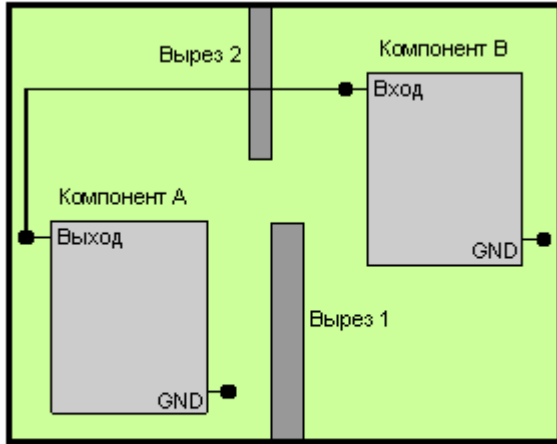 Вырез 2
Компонент B
Вход
Компонент A
Выход
GND
Вырез 1
GND